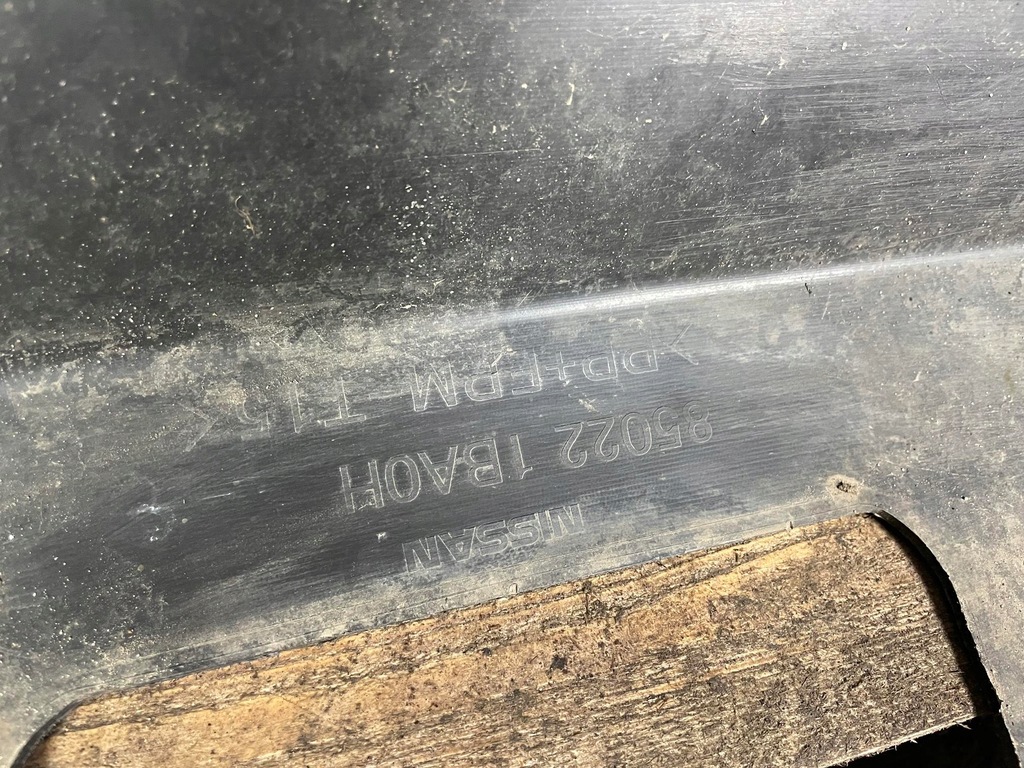 NISSAN
85022 1BA0H
>PP+EPM-T15<